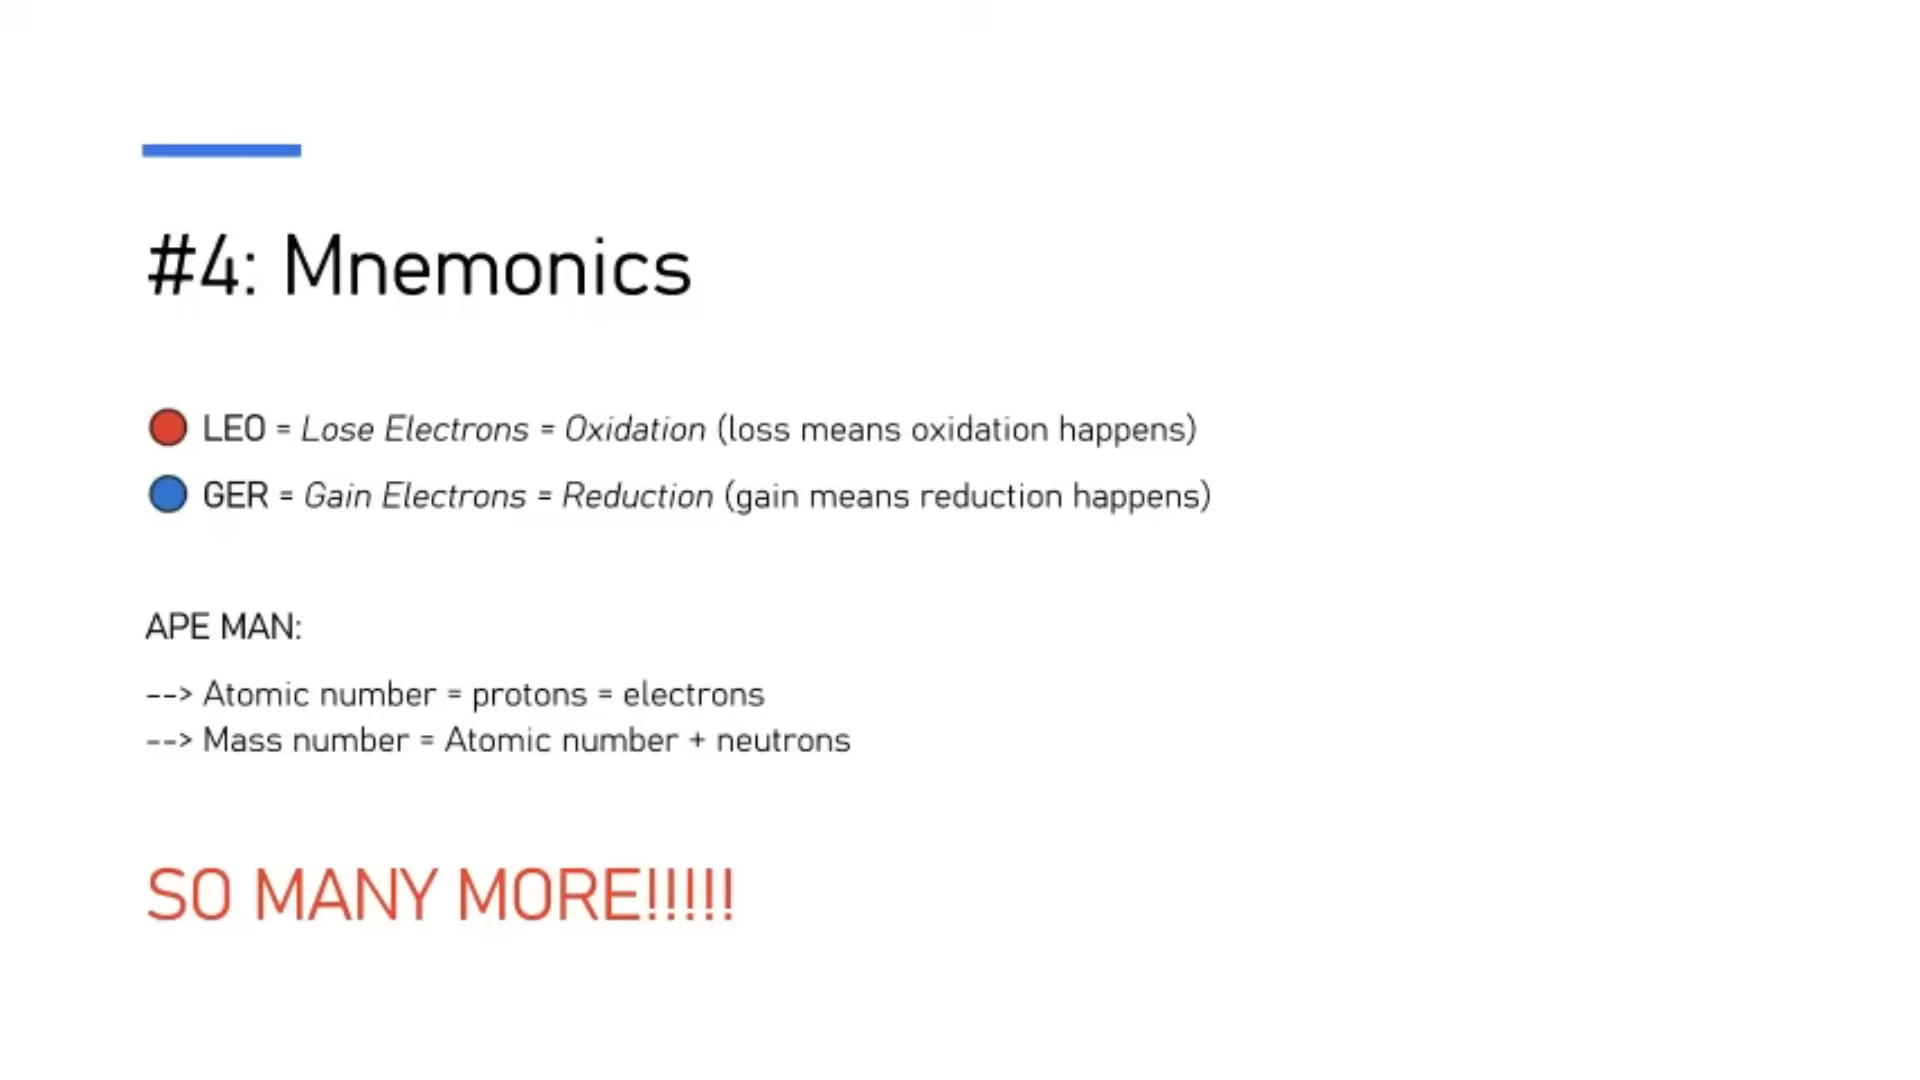 #4: Mnemonics
LEO = Lose Electrons = Oxidation (loss means oxidation happens)
GER = Gain Electrons = Reduction (gain means reduction happens)
APE MAN:
--> Atomic number = protons = electrons
--> Mass number = Atomic number + neutrons
SO MANY MORE!!!!!